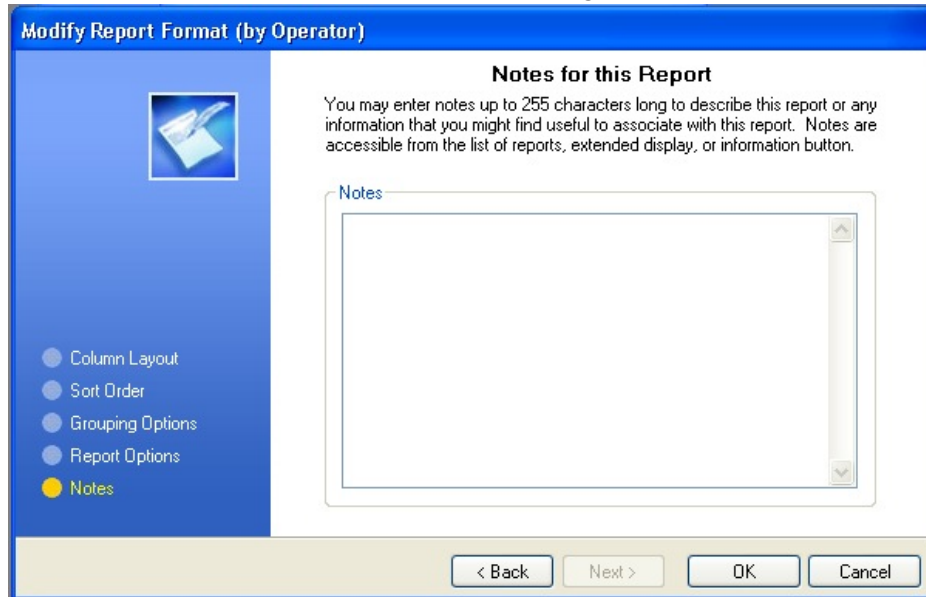 Modify Report Format (by Operator)
Notes for this Report
You may enter notes up to 255 characters long to describe this report or any
information that you might find useful to associate with this report. Notes are
accessible from the list of reports, extended display, or information button.
Notes
Column Layout
Sort Order
Grouping Options
Report Options
Notes
< Back
Next >
OK
Cancel